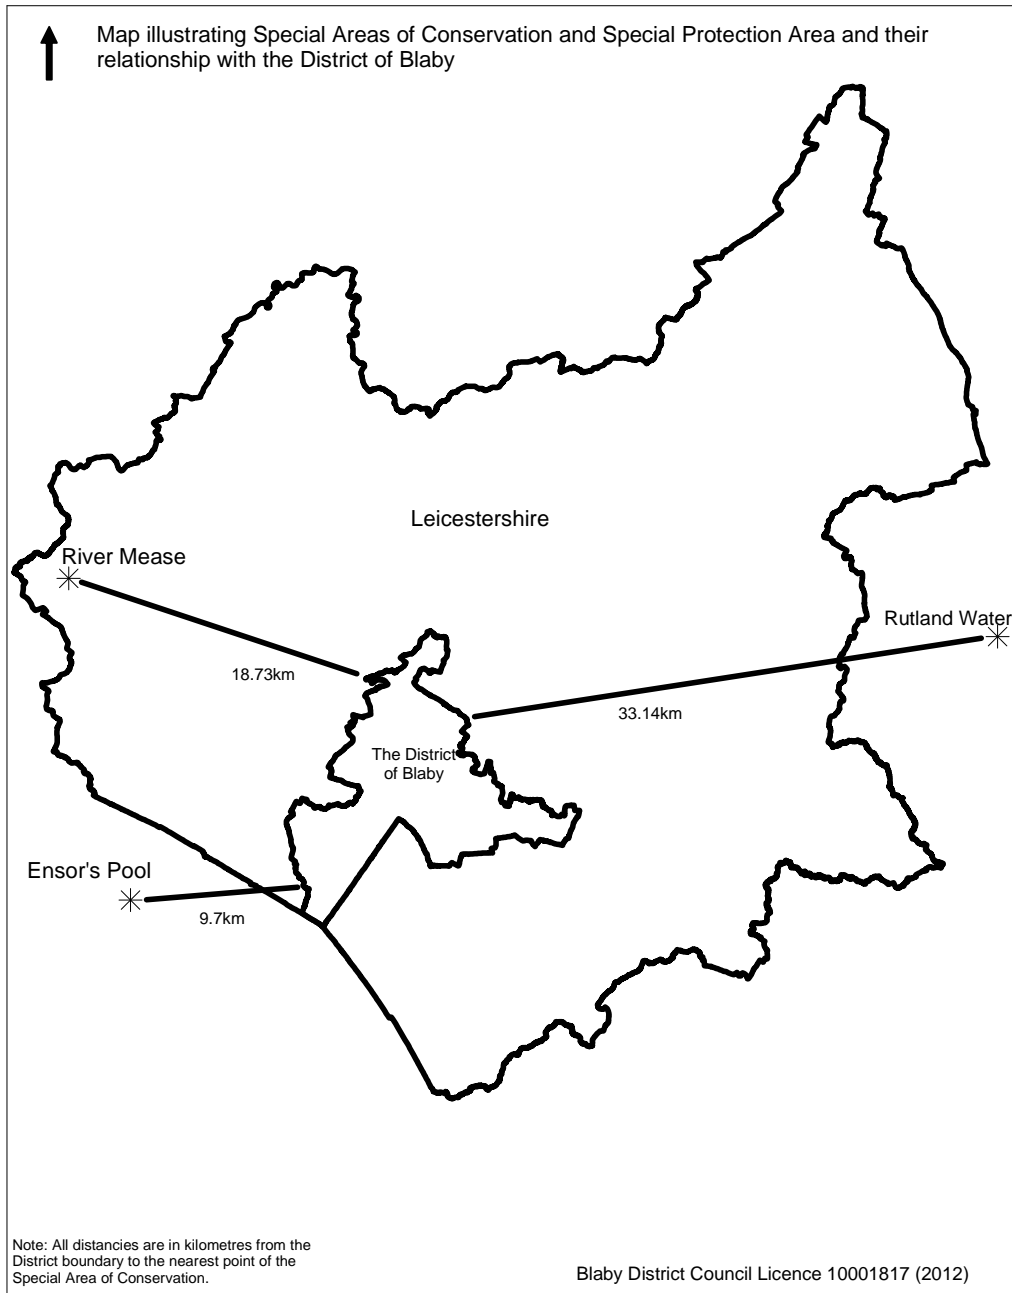 Map illustrating Special Areas of Conservation and Special Protection Area and their
relationship with the District of Blaby
Leicestershire
River Mease
Rutland Water
18.73km
33.14km
The District
of Blaby
Ensor's Pool
9.7km
Note: All distancies are in kilometres from the
District boundary to the nearest point of the
Special Area of Conservation.
Blaby District Council Licence 10001817 (2012)